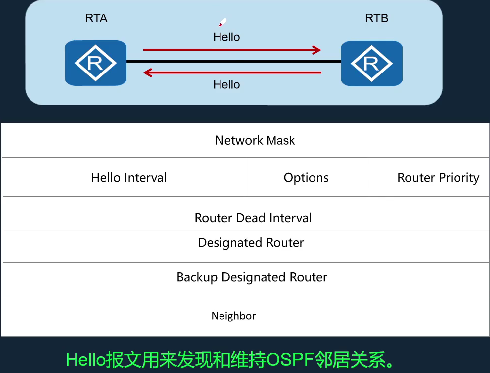 RTA
RTB
Hello
R
R
Hello
Network Mask
Hello Interval Options Router Priority
Router Dead Interval
Designated Router
Backup Designated Router
Neighbor
Hello报文用来发现和维持OSPF邻居关系。